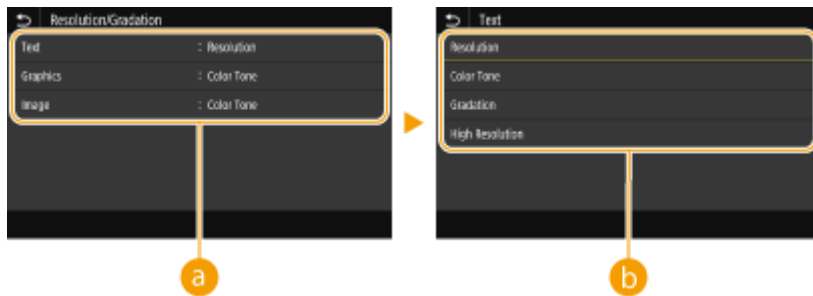 Resolution/Gradation
Text : Resolution
Graphics : Color Tone
Image : Color Tone
a
Text
Resolution
Color Tone
Gradation
High Resolution
b